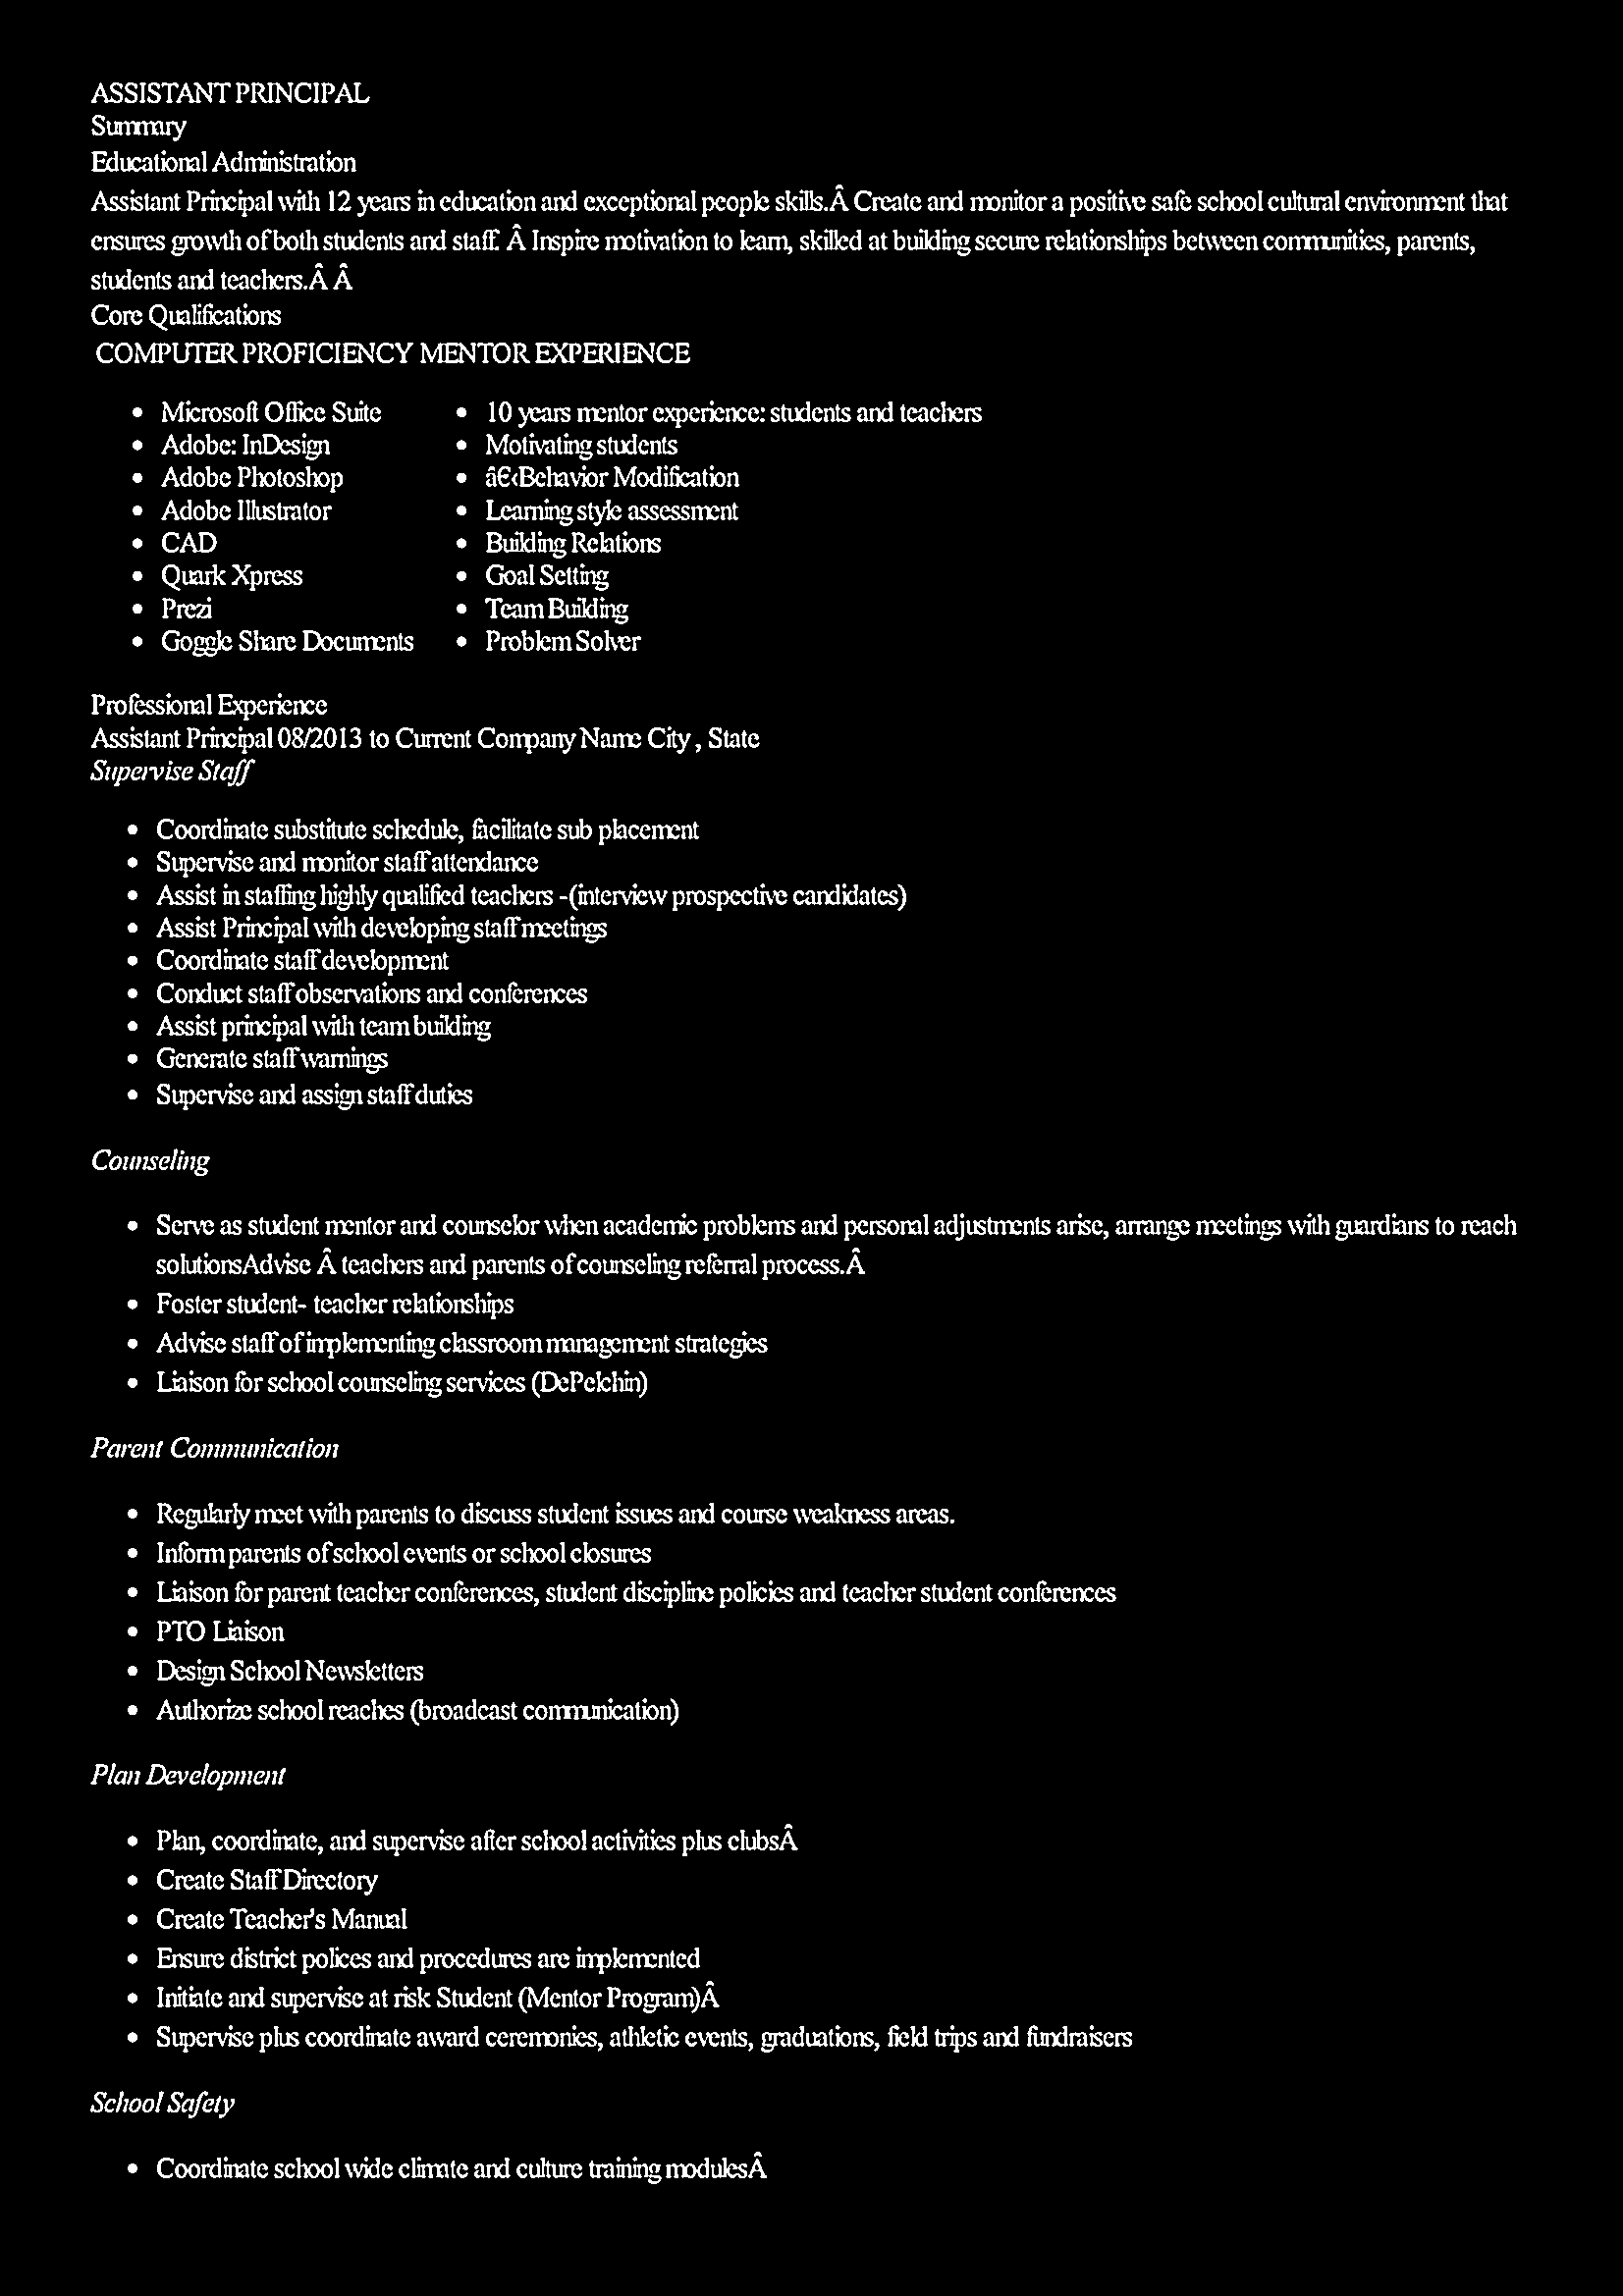 ASSISTANT PRINCIPAL
Summary
Educational Administration
Assistant Principal with 12 years in education and exceptional people skills.Â Create and monitor a positive safe school cultural environment that
ensures growth of both students and staff. Â Inspire motivation to learn, skilled at building secure relationships between communities, parents,
students and teachers.Â Â
Core Qualifications
COMPUTER PROFICIENCY MENTOR EXPERIENCE
• Microsoft Office Suite
• Adobe: InDesign
• Adobe Photoshop
• Adobe Illustrator
• CAD
• Quark Xpress
• Prezi
• Goggle Share Documents
• 10 years mentor experience: students and teachers
• Motivating students
• â€‹Behavior Modification
• Learning style assessment
• Building Relations
• Goal Setting
• Team Building
• Problem Solver
Professional Experience
Assistant Principal 08/2013 to Current Company Name City , State
Supervise Staff
• Coordinate substitute schedule, facilitate sub placement
• Supervise and monitor staff attendance
• Assist in staffing highly qualified teachers -(interview prospective candidates)
• Assist Principal with developing staff meetings
• Coordinate staff development
• Conduct staff observations and conferences
• Assist principal with team building
• Generate staff warnings
• Supervise and assign staff duties
Counseling
• Serve as student mentor and counselor when academic problems and personal adjustments arise, arrange meetings with guardians to reach
solutionsAdvise Â teachers and parents of counseling referral process.Â
• Foster student- teacher relationships
• Advise staff of implementing classroom management strategies
• Liaison for school counseling services (DePelchin)
Parent Communication
• Regularly meet with parents to discuss student issues and course weakness areas.
• Inform parents of school events or school closures
• Liaison for parent teacher conferences, student discipline policies and teacher student conferences
• PTO Liaison
• Design School Newsletters
• Authorize school reaches (broadcast communication)
Plan Development
• Plan, coordinate, and supervise after school activities plus clubsÂ
• Create Staff Directory
• Create Teacher's Manual
• Ensure district polices and procedures are implemented
• Initiate and supervise at risk Student (Mentor Program)Â
• Supervise plus coordinate award ceremonies, athletic events, graduations, field trips and fundraisers
School Safety
• Coordinate school wide climate and culture training modulesÂ